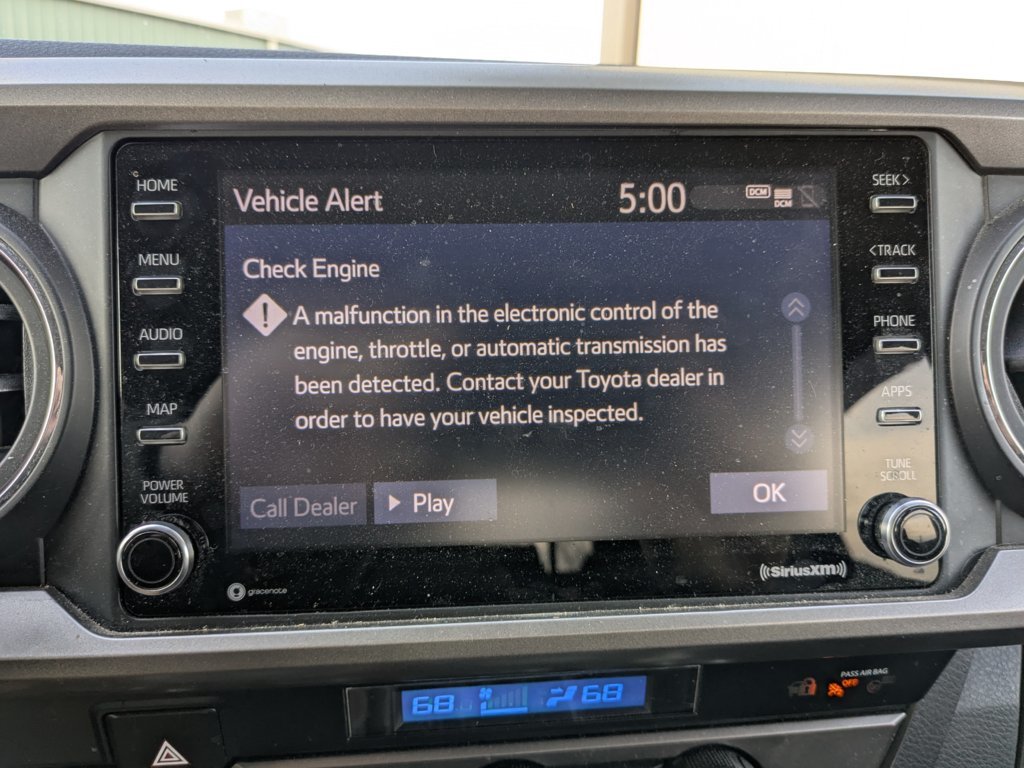 HOME
MENU
AUDIO
MAP
POWER
VOLUME
Vehicle Alert
5:00
DCM
DCM
Check Engine
! A malfunction in the electronic control of the
engine, throttle, or automatic transmission has
been detected. Contact your Toyota dealer in
order to have your vehicle inspected.
Call Dealer
Play
OK
SEEK >
< TRACK
PHONE
APPS
TUNE
SCROLL
gracenote
SiriusXM
68
68
PASS AIR BAG
OFF